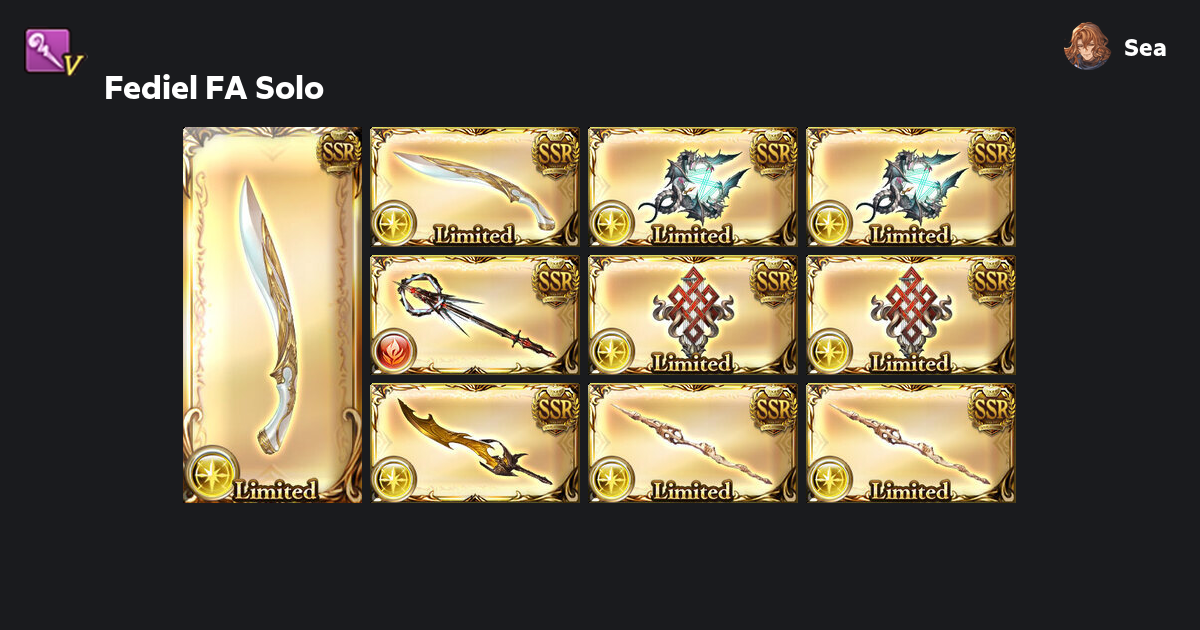 V
Sea
Fediel FA Solo
SSR
SSR SSR SSR
Limited Limited Limited
SSR SSR SSR
Limited Limited
SSR SSR SSR
Limited Limited Limited